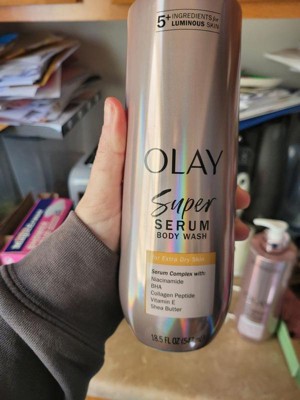 5+ INGREDIENTS for
LUMINOUS SKIN
OLAY
Super
SERUM
BODY WASH
for Extra Dry Skin
Serum Complex with:
Niacinamide
BHA
Collagen Peptide
Vitamin E
Shea Butter
18.5 FL OZ